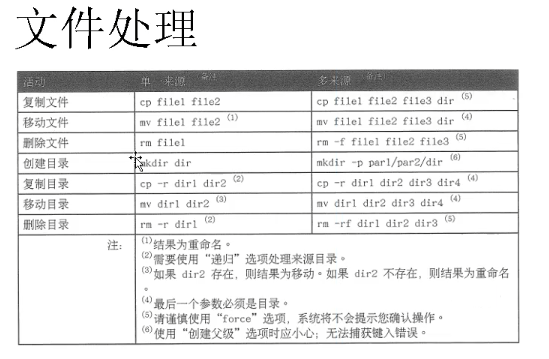 文件处理
活动 单一来源 备注 多来源 备注
复制文件 cp file1 file2 cp file1 file2 file3 dir (5)
移动文件 mv file1 file2 (1) mv file1 file2 file3 dir (4)
删除文件 rm file1 rm -f file1 file2 file3 (5)
创建目录 mkdir dir mkdir -p par1/par2/dir (6)
复制目录 cp -r dir1 dir2 (2) cp -r dir1 dir2 dir3 dir4 (4)
移动目录 mv dir1 dir2 (3) mv dir1 dir2 dir3 dir4 (4)
删除目录 rm -r dir1 (2) rm -rf dir1 dir2 dir3 (5)
注: (1)结果为重命名。
(2)需要使用“递归”选项处理来源目录。
(3)如果 dir2 存在,则结果为移动。如果 dir2 不存在,则结果为重命名
。
(4)最后一个参数必须是目录。
(5)请谨慎使用“force”选项,系统将不会提示您确认操作。
(6)使用“创建父级”选项时应小心;无法捕获键入错误。